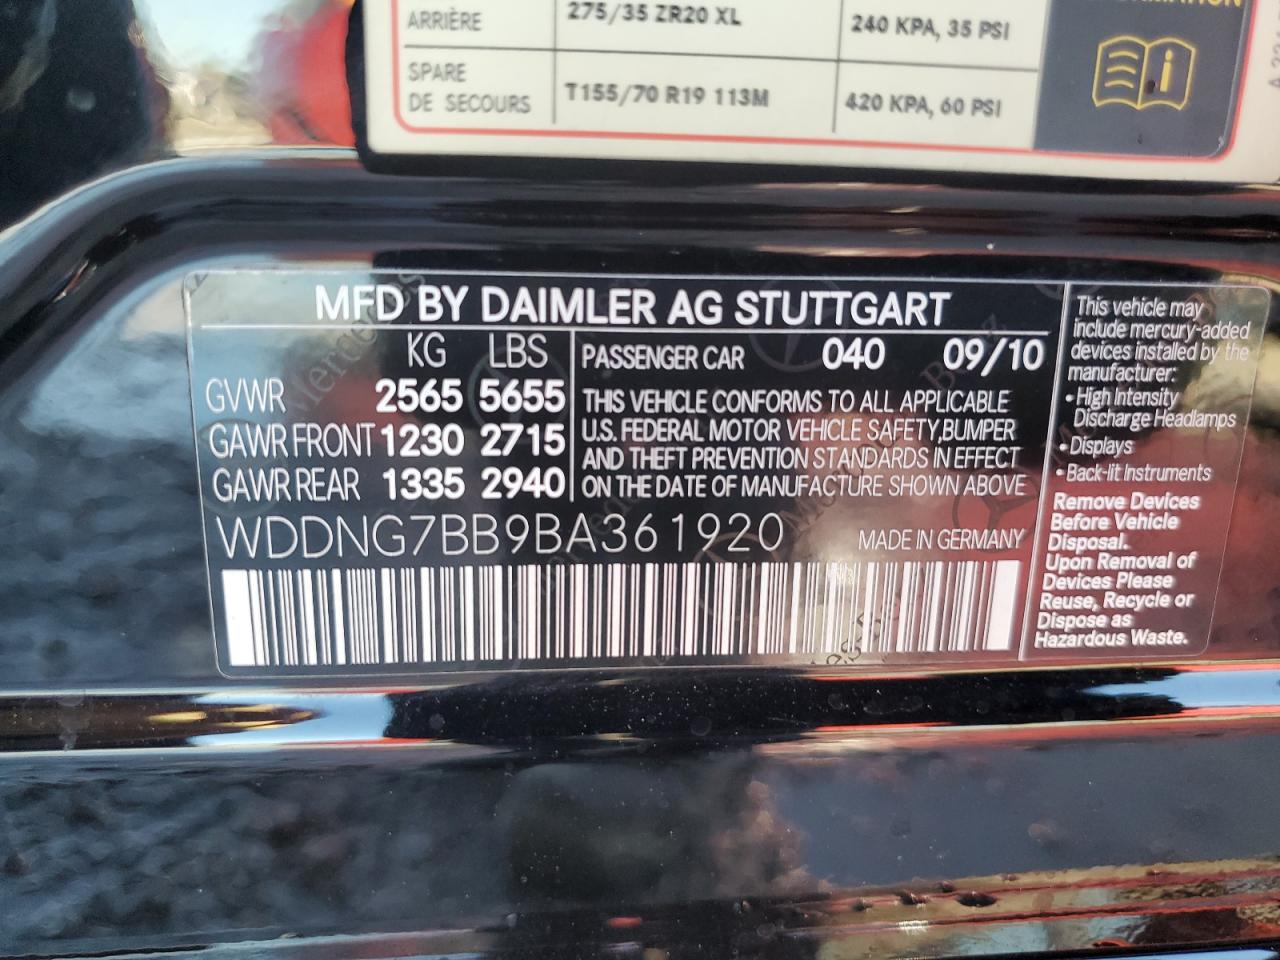 ARRIÈRE 275/35 ZR20 XL 240 KPA, 35 PSI
SPARE
DE SECOURS T155/70 R19 113M 420 KPA, 60 PSI
MFD BY DAIMLER AG STUTTGART
KG LBS
GVWR 2565 5655
GAWR FRONT 1230 2715
GAWR REAR 1335 2940
PASSENGER CAR 040 09/10
THIS VEHICLE CONFORMS TO ALL APPLICABLE
U.S. FEDERAL MOTOR VEHICLE SAFETY,BUMPER
AND THEFT PREVENTION STANDARDS IN EFFECT
ON THE DATE OF MANUFACTURE SHOWN ABOVE
WDDNG7BB9BA361920 MADE IN GERMANY
This vehicle may
include mercury-added
devices installed by the
manufacturer:
• High Intensity
Discharge Headlamps
• Displays
• Back-lit Instruments
Remove Devices
Before Vehicle
Disposal.
Upon Removal of
Devices Please
Reuse, Recycle or
Dispose as
Hazardous Waste.